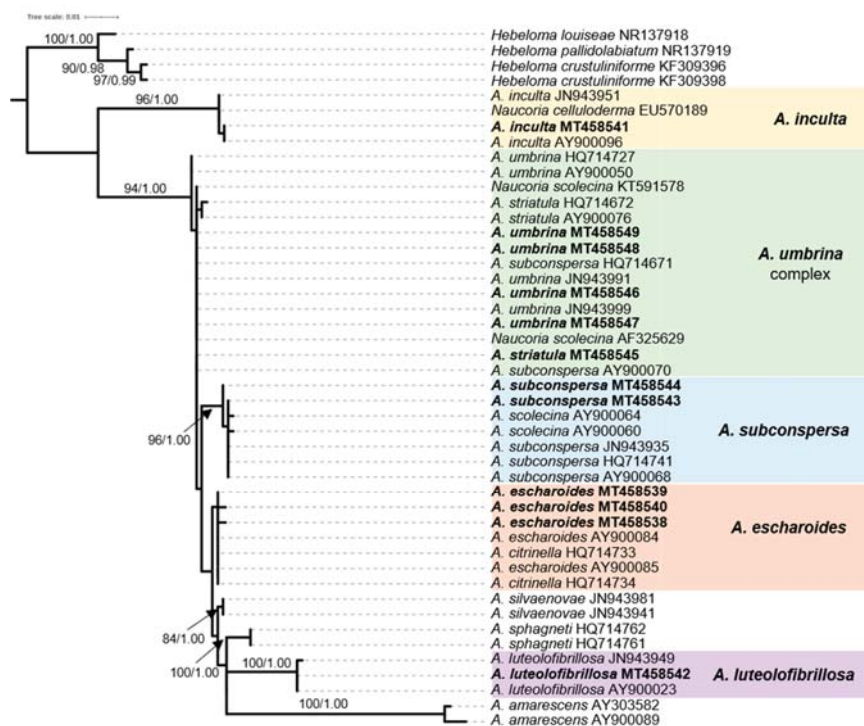 Tree scale: 0.01
100/1.00
Hebeloma louiseae NR137918
Hebeloma pallidolabiatum NR137919
90/0.98
Hebeloma crustuliniforme KF309396
97/0.99
Hebeloma crustuliniforme KF309398
96/1.00
A. inculta JN943951
Naucoria celluloderma EU570189
A. inculta MT458541
A. inculta
A. inculta AY900096
A. umbrina HQ714727
A. umbrina AY900050
94/1.00
Naucoria scolecina KT591578
A. striatula HQ714672
A. striatula AY900076
A. umbrina MT458549
A. umbrina MT458548
A. umbrina
complex
A. subconspersa HQ714671
A. umbrina JN943991
A. umbrina MT458546
A. umbrina JN943999
A. umbrina MT458547
Naucoria scolecina AF325629
A. striatula MT458545
A. subconspersa AY900070
A. subconspersa MT458544
A. subconspersa MT458543
A. scolecina AY900064
A. scolecina AY900060
A. subconspersa
96/1.00
A. subconspersa JN943935
A. subconspersa HQ714741
A. subconspersa AY900068
A. escharoides MT458539
A. escharoides MT458540
A. escharoides MT458538
A. escharoides
A. escharoides AY900084
A. citrinella HQ714733
A. escharoides AY900085
A. citrinella HQ714734
A. silvaenovae JN943981
A. silvaenovae JN943941
84/1.00
A. sphagneti HQ714762
A. sphagneti HQ714761
100/1.00
100/1.00
A. luteolofibrillosa JN943949
A. luteolofibrillosa MT458542
A. luteolofibrillosa
A. luteolofibrillosa AY900023
100/1.00
A. amarescens AY303582
A. amarescens AY900089